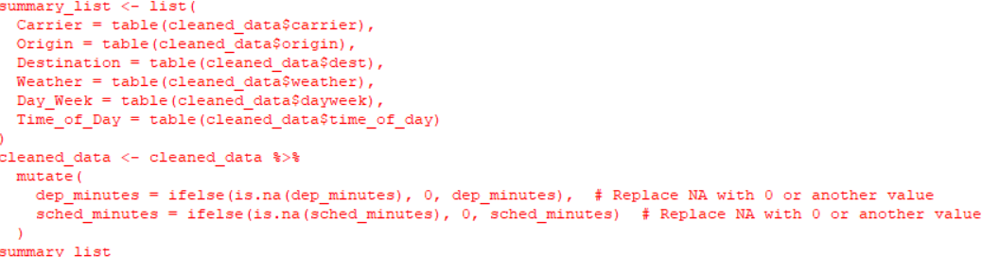 summary_list <- list(
  Carrier = table(cleaned_data$carrier),
  Origin = table(cleaned_data$origin),
  Destination = table(cleaned_data$dest),
  Weather = table(cleaned_data$weather),
  Day_Week = table(cleaned_data$dayweek),
  Time_of_Day = table(cleaned_data$time_of_day)
)
cleaned_data <- cleaned_data %>%
  mutate(
    dep_minutes = ifelse(is.na(dep_minutes), 0, dep_minutes),  # Replace NA with 0 or another value
    sched_minutes = ifelse(is.na(sched_minutes), 0, sched_minutes)  # Replace NA with 0 or another value
  )
summary_list